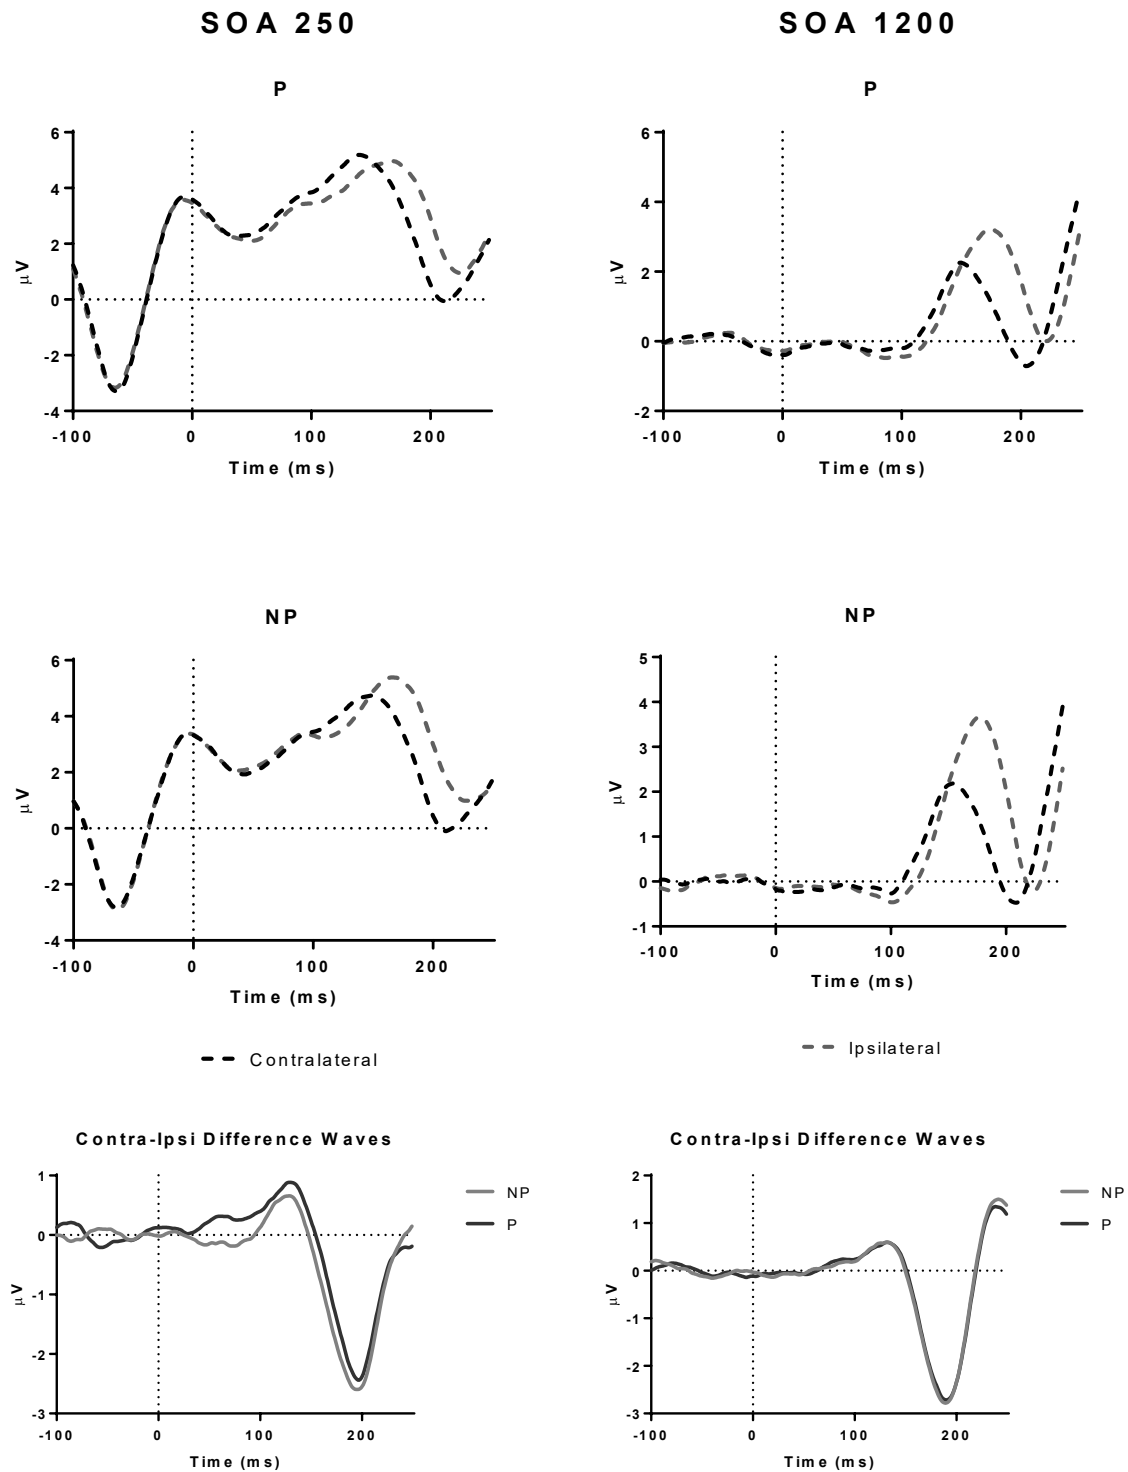 SOA 250
SOA 1200
P
6
4
2
0
-2
-4
µV
-100 0 100 200
Time (ms)
P
6
4
2
0
-2
µV
-100 0 100 200
Time (ms)
NP
6
4
2
0
-2
-4
µV
-100 0 100 200
Time (ms)
NP
5
4
3
2
1
0
-1
µV
-100 0 100 200
Time (ms)
Contralateral
Ipsilateral
Contra-Ipsi Difference Waves
1
0
-1
-2
-3
µV
-100 0 100 200
Time (ms)
NP
P
Contra-Ipsi Difference Waves
2
1
0
-1
-2
-3
µV
-100 0 100 200
Time (ms)
NP
P